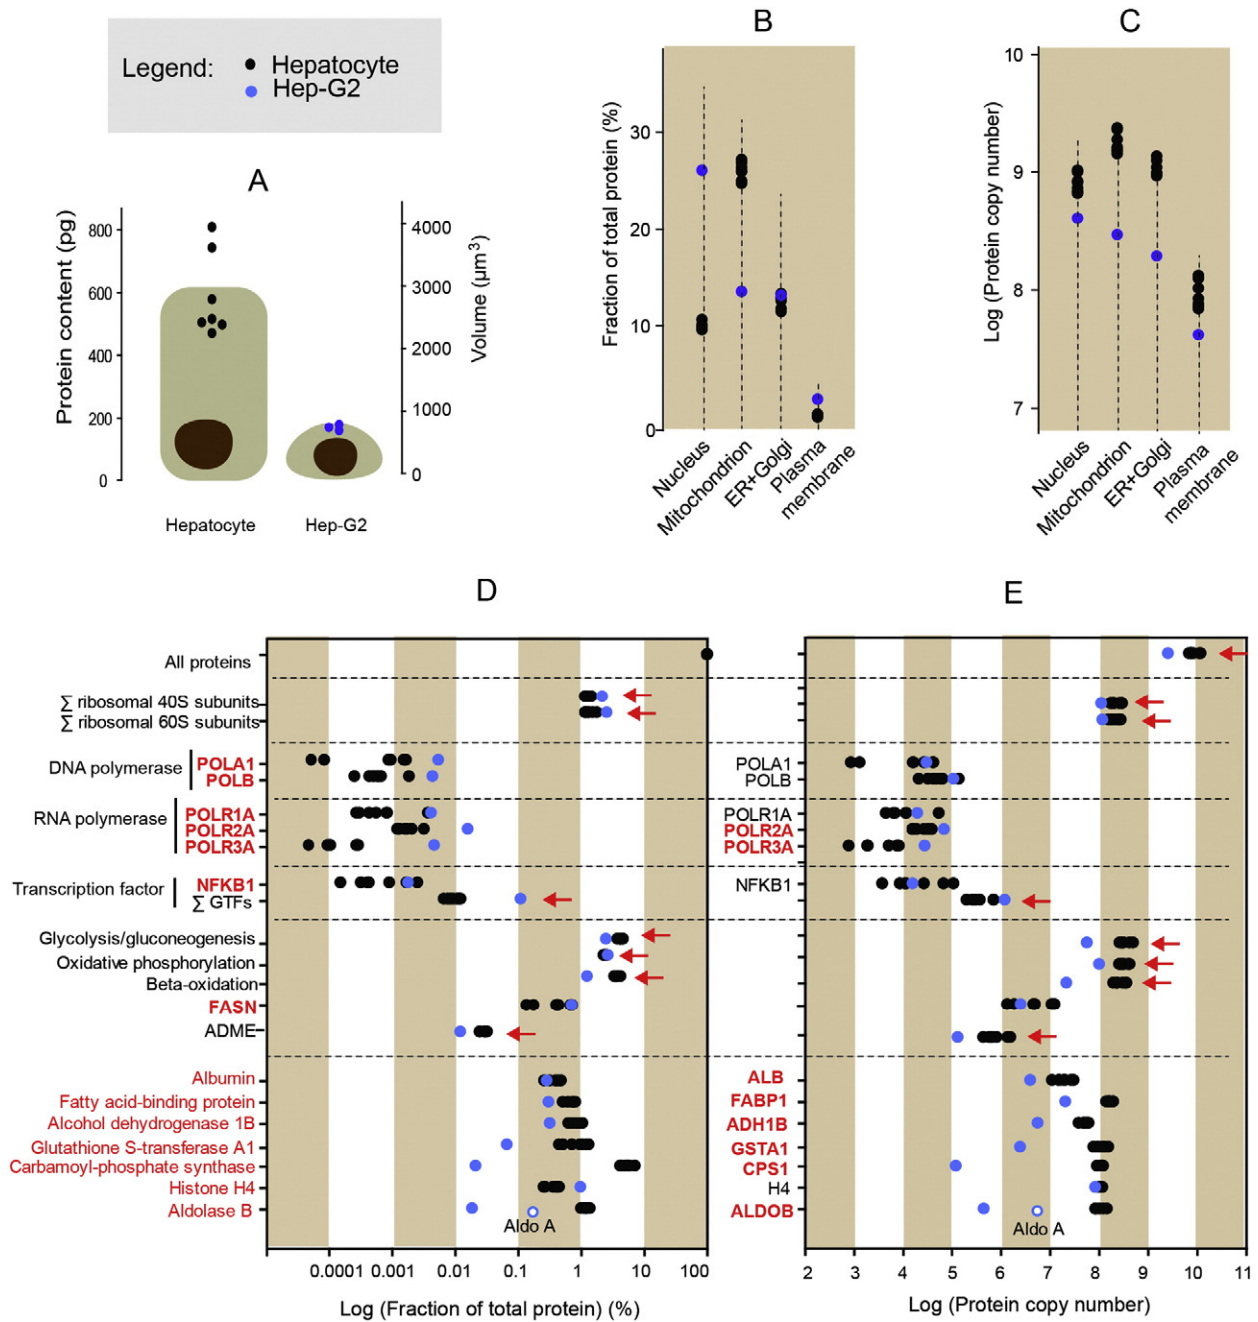 Legend:
Hepatocyte
Hep-G2
A
Protein content (pg)
800
600
400
200
0
4000
3000
2000
1000
0
Volume (µm³)
Hepatocyte
Hep-G2
B
Fraction of total protein (%)
30
20
10
0
Nucleus
Mitochondrion
ER+Golgi
Plasma
membrane
C
Log (Protein copy number)
10
9
8
7
Nucleus
Mitochondrion
ER+Golgi
Plasma
membrane
D
All proteins
∑ ribosomal 40S subunits
∑ ribosomal 60S subunits
DNA polymerase
POLA1
POLB
RNA polymerase
POLR1A
POLR2A
POLR3A
Transcription factor
NFKB1
∑ GTFs
Glycolysis/gluconeogenesis
Oxidative phosphorylation
Beta-oxidation
FASN
ADME
Albumin
Fatty acid-binding protein
Alcohol dehydrogenase 1B
Glutathione S-transferase A1
Carbamoyl-phosphate synthase
Histone H4
Aldolase B
Aldo A
0.0001 0.001 0.01 0.1 1 10 100
Log (Fraction of total protein) (%)
E
POLA1
POLB
POLR1A
POLR2A
POLR3A
NFKB1
ALB
FABP1
ADH1B
GSTA1
CPS1
H4
ALDOB
Aldo A
2 3 4 5 6 7 8 9 10 11
Log (Protein copy number)